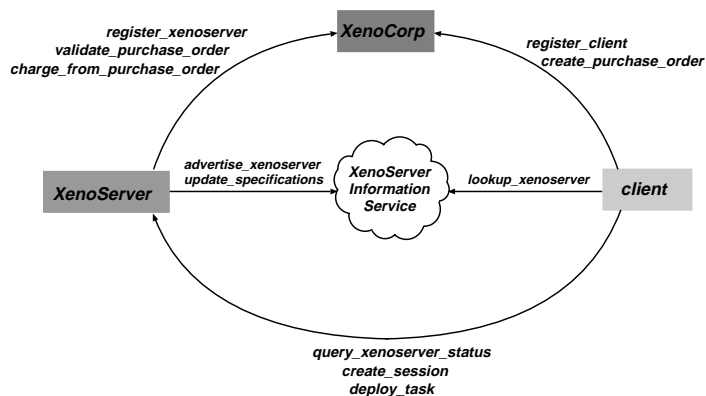 register_xenoserver
validate_purchase_order
charge_from_purchase_order
XenoCorp
register_client
create_purchase_order
advertise_xenoserver
update_specifications
XenoServer
XenoServer
Information
Service
lookup_xenoserver
client
query_xenoserver_status
create_session
deploy_task